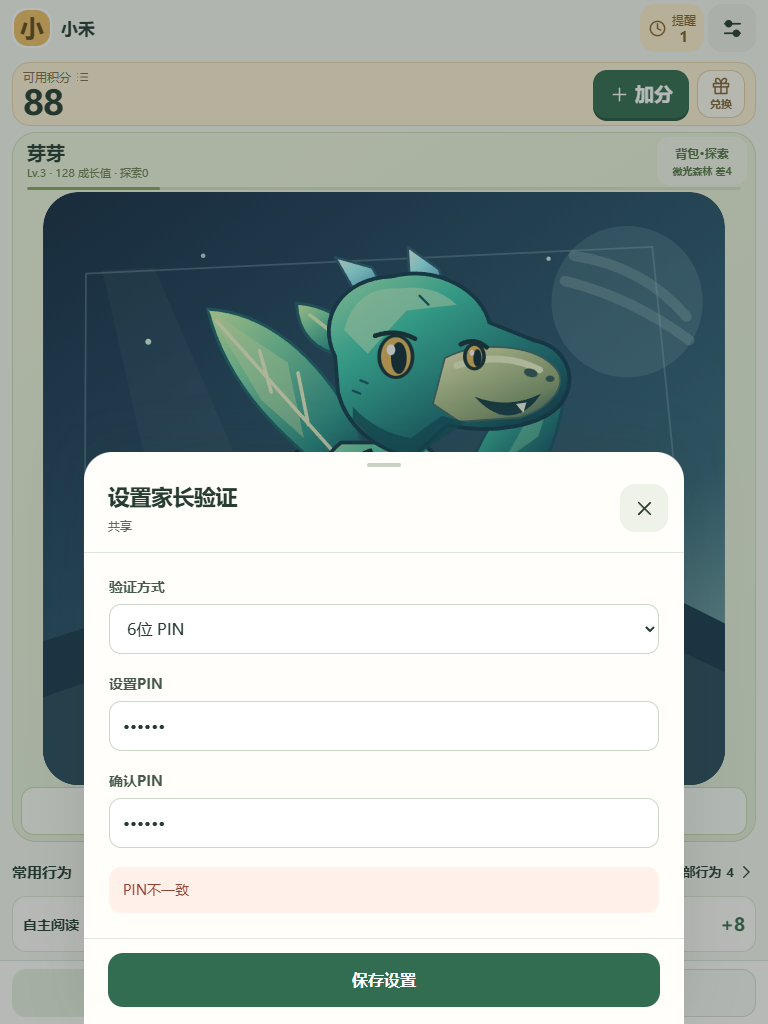 小 小禾
提醒
1
可用积分
88
＋ 加分
兑换
芽芽
Lv.3 · 128 成长值 · 探索0
背包•探索
微光森林 差4
设置家长验证
共享
验证方式
6位 PIN
设置PIN
••••••
确认PIN
••••••
PIN不一致
常用行为
部行为 4
自主阅读
+8
保存设置